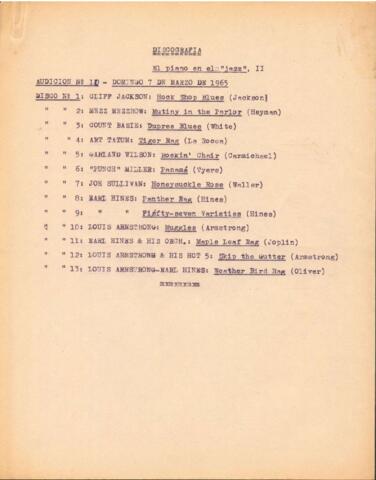 DISCOGRAFIA
El piano en el "jazz", II
AUDICION Nº 10 - DOMINGO 7 DE MARZO DE 1965
DISCO Nº 1: CLIFF JACKSON: Hock Shop Blues (Jackson)
" " 2: MEZZ MEZZROW: Mutiny in the Parlor (Heyman)
" " 3: COUNT BASIE: Dupree Blues (White)
" " 4: ART TATUM: Tiger Rag (La Rocca)
" " 5: GARLAND WILSON: Rockin' Chair (Carmichael)
" " 6: "PUNCH" MILLER: Panamá (Tyers)
" " 7: JOE SULLIVAN: Honeysuckle Rose (Waller)
" " 8: EARL HINES: Panther Rag (Hines)
" " 9: " " Fifty-seven Varieties (Hines)
" " 10: LOUIS ARMSTRONG: Muggles (Armstrong)
" " 11: EARL HINES & HIS ORCH.: Maple Leaf Rag (Joplin)
" " 12: LOUIS ARMSTRONG & HIS HOT 5: Skip the Gutter (Armstrong)
" " 13: LOUIS ARMSTRONG-EARL HINES: Weather Bird Rag (Oliver)